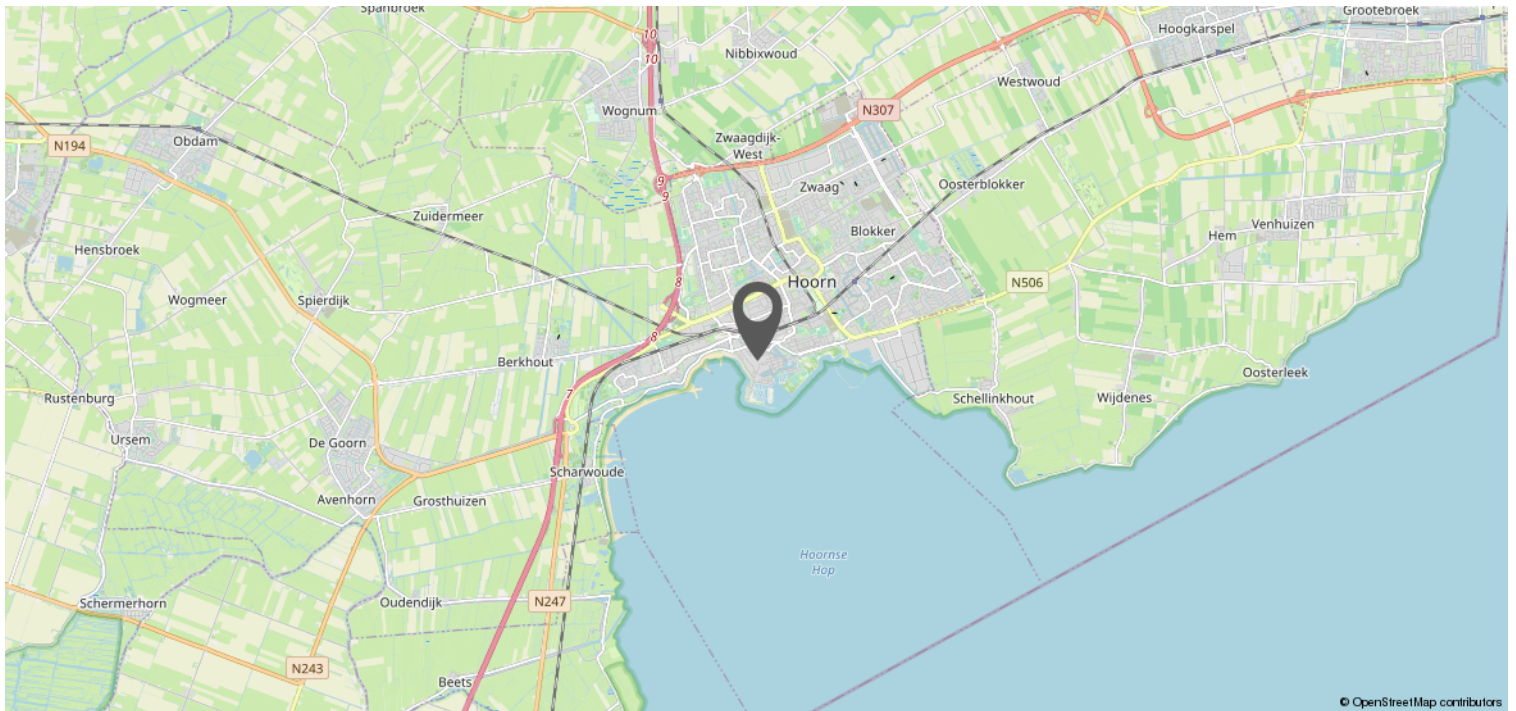 Spanbroek
Grootebroek
Hoogkarspel
10
10
Nibbixwoud
Westwoud
Wognum
N307
N194
Obdam
Zwaagdijk-
West
9
9
Zwaag
Oosterblokker
Zuidermeer
Venhuizen
Hensbroek
Blokker
Hem
8
Hoorn
N506
Wogmeer
Spierdijk
8
Berkhout
Oosterleek
7
Rustenburg
Schellinkhout
Wijdenes
Ursem
De Goorn
Scharwoude
Avenhorn
Grosthuizen
Hoornse
Hop
Schermerhorn
Oudendijk
N247
N243
Beets
© OpenStreetMap contributors